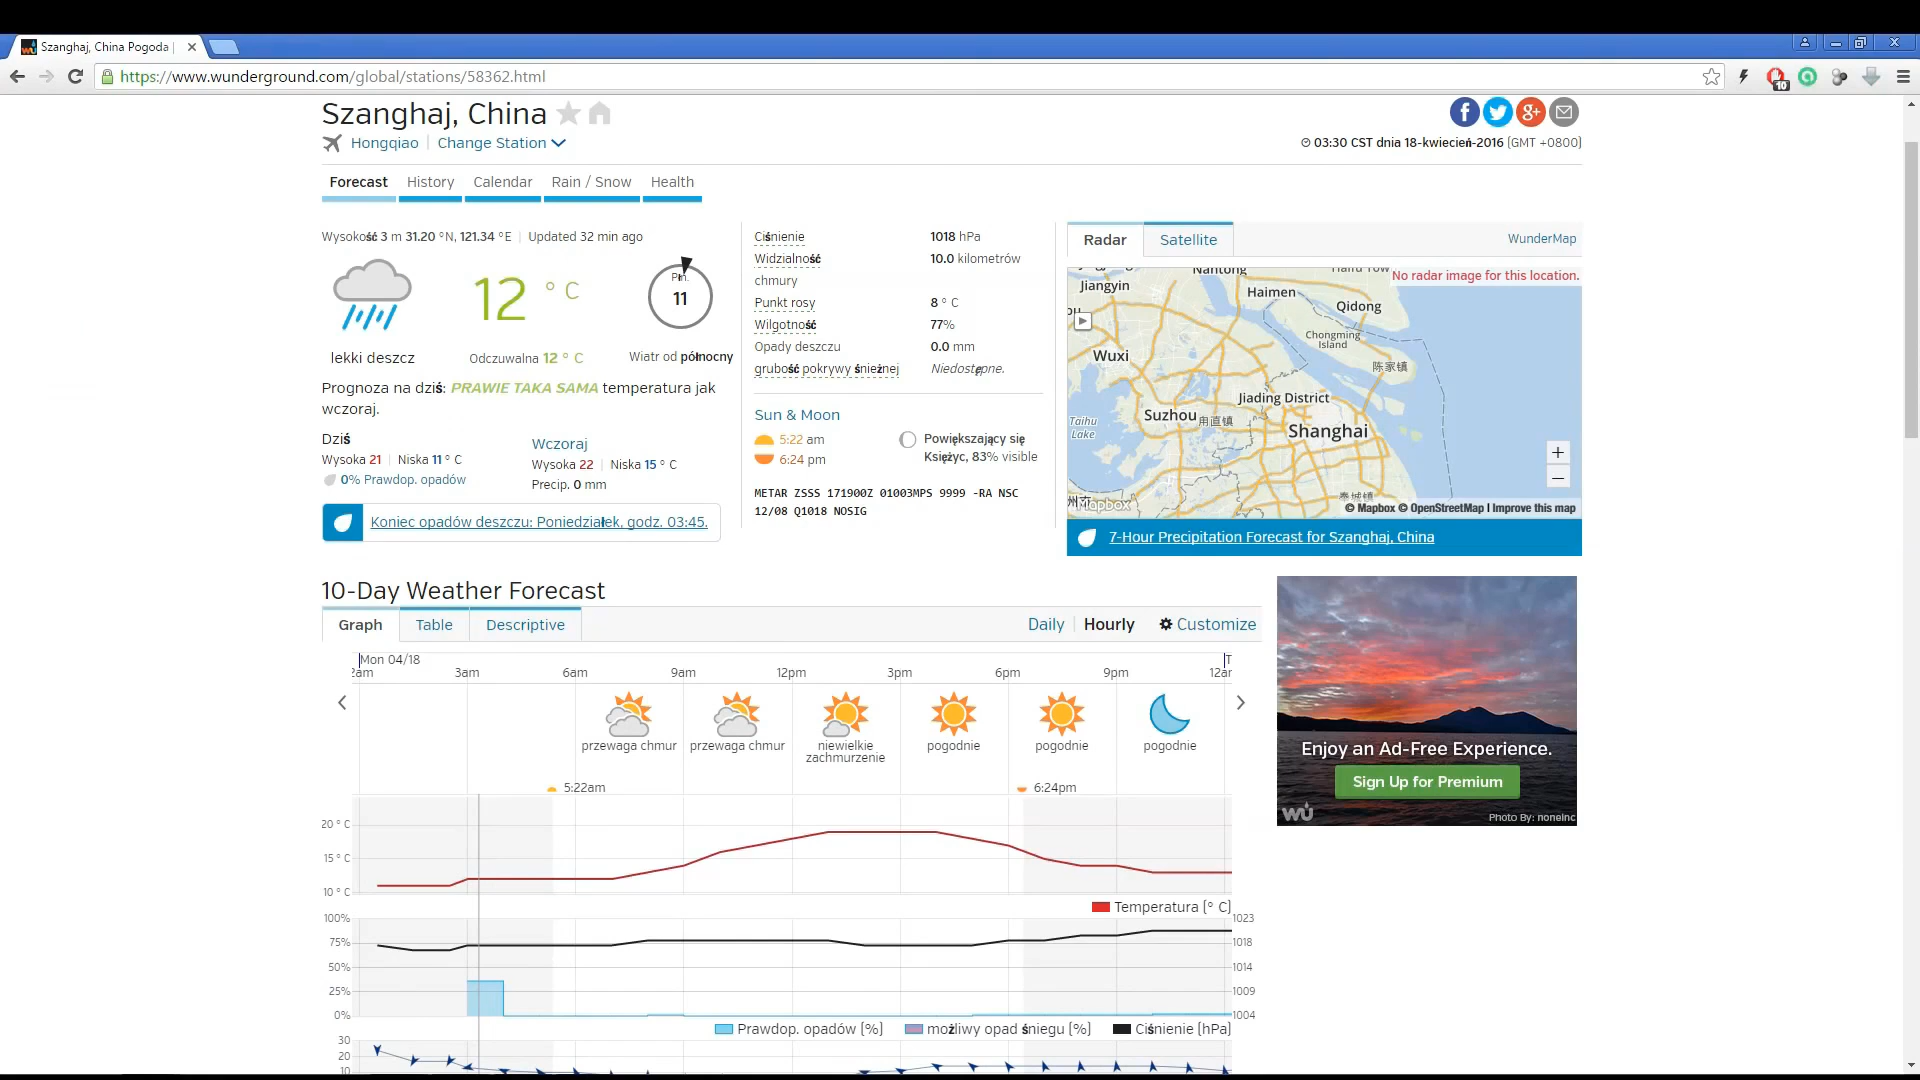 Szanghaj, China Pogoda |
https://www.wunderground.com/global/stations/58362.html
10
Szanghaj, China
Hongqiao | Change Station
03:30 CST dnia 18-kwiecień-2016 (GMT +0800)
Forecast History Calendar Rain / Snow Health
Wysokość 3 m 31.20 °N, 121.34 °E | Updated 32 min ago
12 °C
Płn.
11
lekki deszcz
Odczuwalna 12 °C
Wiatr od północny
Prognoza na dziś: PRAWIE TAKA SAMA temperatura jak
wczoraj.
Dziś
Wysoka 21 | Niska 11 °C
0% Prawdop. opadów
Wczoraj
Wysoka 22 | Niska 15 °C
Precip. 0 mm
Koniec opadów deszczu: Poniedziałek, godz. 03:45.
Ciśnienie 1018 hPa
Widzialność 10.0 kilometrów
chmury
Punkt rosy 8 °C
Wilgotność 77%
Opady deszczu 0.0 mm
grubość pokrywy śnieżnej Niedostępne.
Sun & Moon
5:22 am
6:24 pm
Powiększający się
Księżyc, 83% visible
METAR ZSSS 171900Z 01003MPS 9999 -RA NSC
12/08 Q1018 NOSIG
Radar Satellite WunderMap
No radar image for this location.
Nantong
Jiangyin
Haimen
Qidong
Chongming
Island
Wuxi
陈家镇
Jiading District
Suzhou
甪直镇
Taihu
Lake
Shanghai
+
−
Mapbox
© Mapbox © OpenStreetMap | Improve this map
7-Hour Precipitation Forecast for Szanghaj, China
10-Day Weather Forecast
Graph Table Descriptive
Daily | Hourly Customize
Mon 04/18
3am 6am 9am 12pm 3pm 6pm 9pm
przewaga chmur
przewaga chmur
niewielkie
zachmurzenie
pogodnie
pogodnie
pogodnie
5:22am
6:24pm
20 °C
15 °C
10 °C
Temperatura (° C)
100% 1023
75% 1018
50% 1014
25% 1009
0% 1004
Prawdop. opadów (%) możliwy opad śniegu (%) Ciśnienie (hPa)
30
20
10
Enjoy an Ad-Free Experience.
Sign Up for Premium
wu
Photo By: noneinc